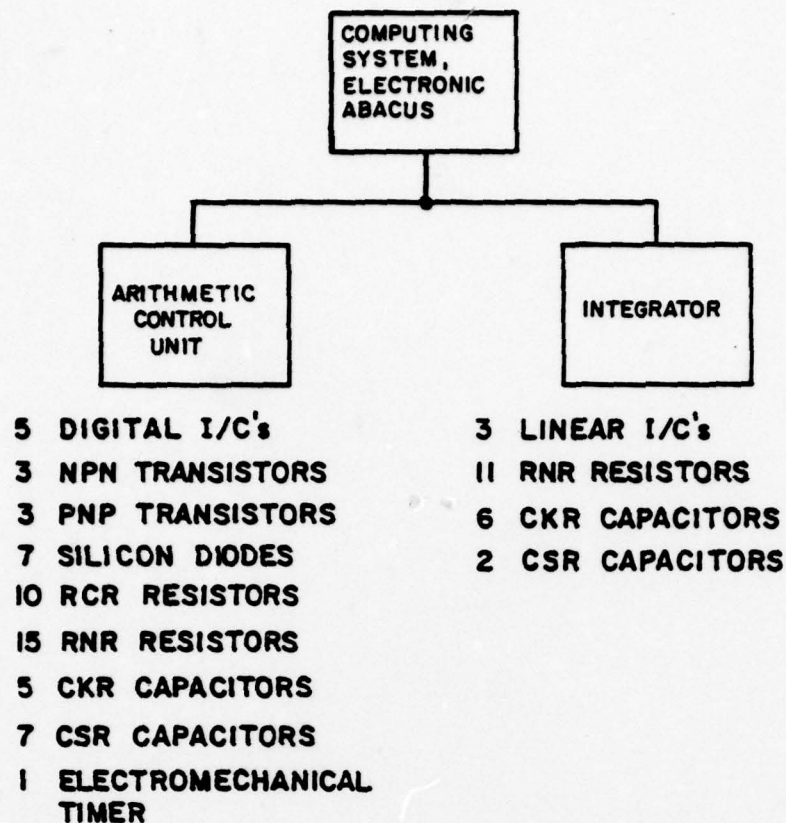 COMPUTING
SYSTEM,
ELECTRONIC
ABACUS
ARITHMETIC
CONTROL
UNIT
5 DIGITAL I/C's
3 NPN TRANSISTORS
3 PNP TRANSISTORS
7 SILICON DIODES
10 RCR RESISTORS
15 RNR RESISTORS
5 CKR CAPACITORS
7 CSR CAPACITORS
1 ELECTROMECHANICAL
TIMER
INTEGRATOR
3 LINEAR I/C's
11 RNR RESISTORS
6 CKR CAPACITORS
2 CSR CAPACITORS